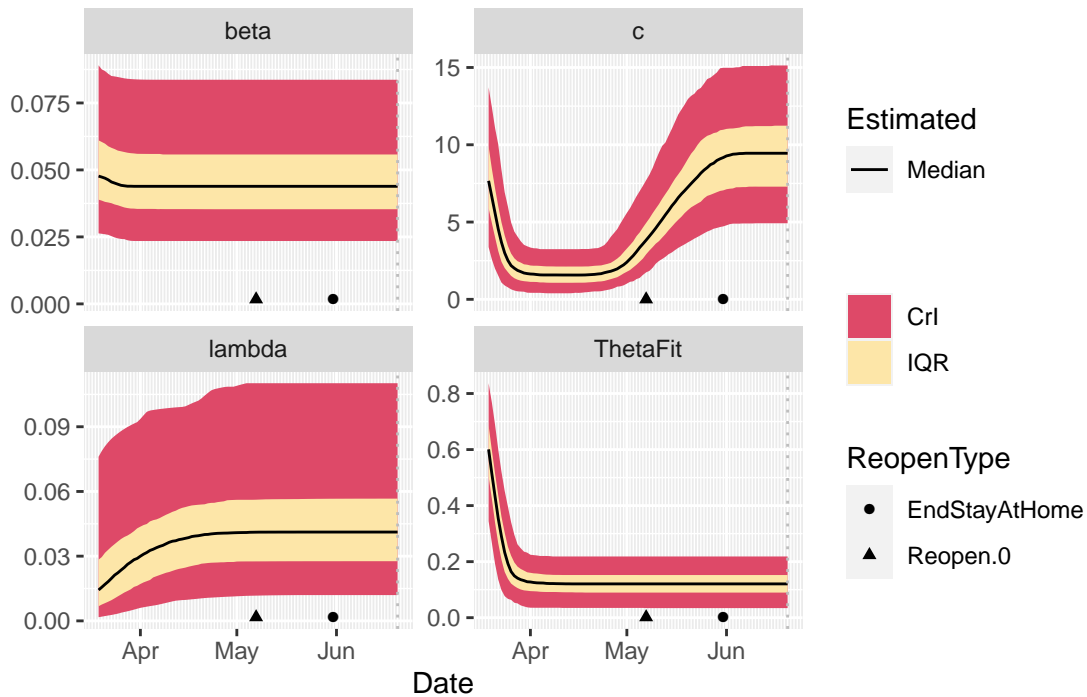 beta
c
0.075
0.050
0.025
0.000
15
10
5
0
lambda
ThetaFit
0.09
0.06
0.03
0.00
0.8
0.6
0.4
0.2
0.0
Apr May Jun
Apr May Jun
Date
Estimated
Median
CrI
IQR
ReopenType
EndStayAtHome
Reopen.0